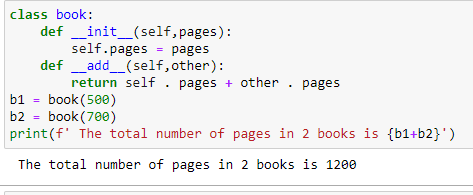 class book:
    def __init__(self,pages):
        self.pages = pages
    def __add__(self,other):
        return self . pages + other . pages
b1 = book(500)
b2 = book(700)
print(f' The total number of pages in 2 books is {b1+b2}')
 The total number of pages in 2 books is 1200